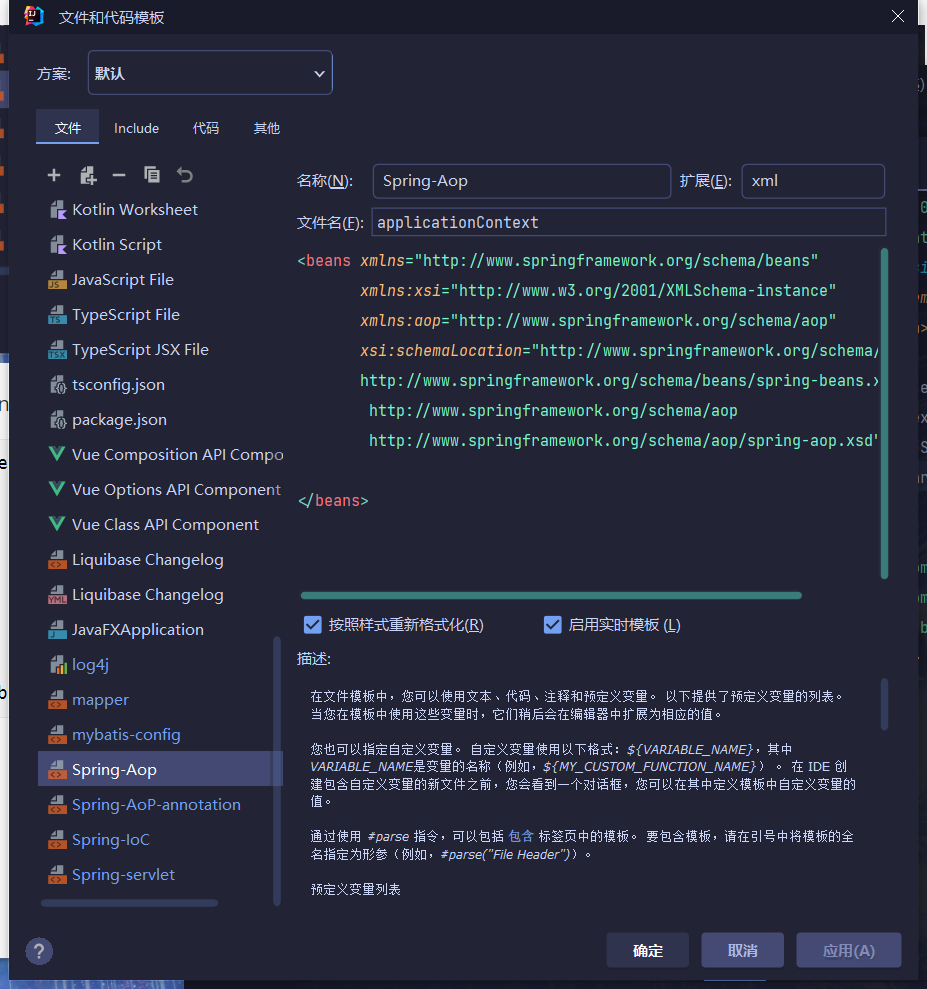 文件和代码模板
方案:
默认
文件
Include
代码
其他
Kotlin Worksheet
Kotlin Script
JavaScript File
TypeScript File
TypeScript JSX File
tsconfig.json
package.json
Vue Composition API Compo
Vue Options API Component
Vue Class API Component
Liquibase Changelog
Liquibase Changelog
JavaFXApplication
log4j
mapper
mybatis-config
Spring-Aop
Spring-AoP-annotation
Spring-IoC
Spring-servlet
名称(N):
Spring-Aop
扩展(E):
xml
文件名(F):
applicationContext
<beans xmlns="http://www.springframework.org/schema/beans"
xmlns:xsi="http://www.w3.org/2001/XMLSchema-instance"
xmlns:aop="http://www.springframework.org/schema/aop"
xsi:schemaLocation="http://www.springframework.org/schema/
http://www.springframework.org/schema/beans/spring-beans.x
http://www.springframework.org/schema/aop
http://www.springframework.org/schema/aop/spring-aop.xsd"
</beans>
按照样式重新格式化(R)
启用实时模板 (L)
描述:
在文件模板中，您可以使用文本、代码、注释和预定义变量。 以下提供了预定义变量的列表。
当您在模板中使用这些变量时，它们稍后会在编辑器中扩展为相应的值。
您也可以指定自定义变量。 自定义变量使用以下格式：${VARIABLE_NAME}，其中
VARIABLE_NAME是变量的名称（例如，${MY_CUSTOM_FUNCTION_NAME}）。 在 IDE 创
建包含自定义变量的新文件之前，您会看到一个对话框，您可以在其中定义模板中自定义变量的
值。
通过使用 #parse 指令，可以包括 包含 标签页中的模板。 要包含模板，请在引号中将模板的全
名指定为形参（例如，#parse("File Header")）。
预定义变量列表
?
确定
取消
应用(A)